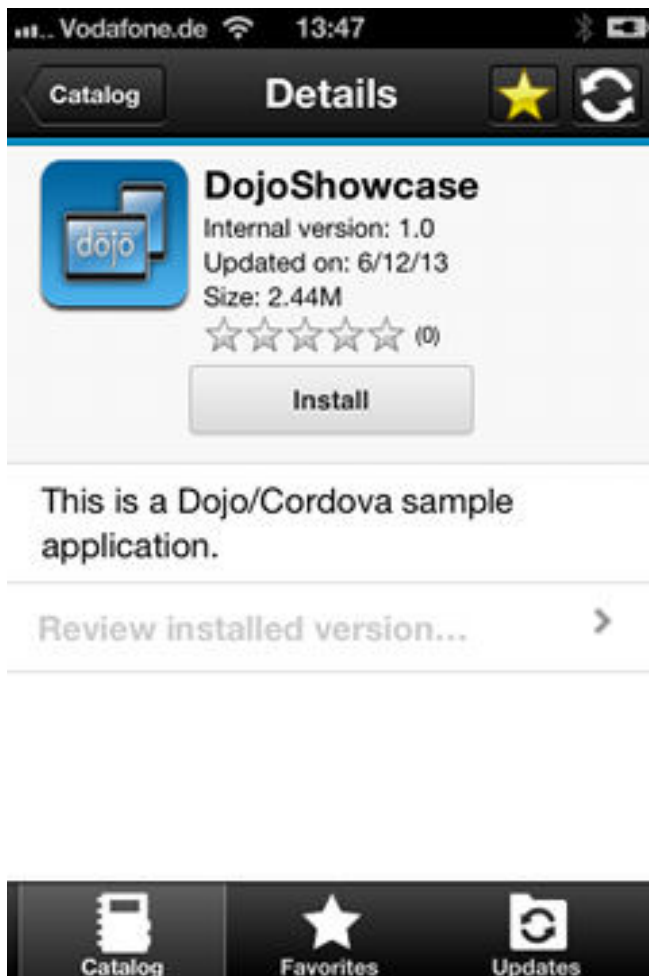 Vodafone.de 13:47
Catalog Details
dōjō
DojoShowcase
Internal version: 1.0
Updated on: 6/12/13
Size: 2.44M
(0)
Install
This is a Dojo/Cordova sample
application.
Review installed version...
Catalog Favorites Updates